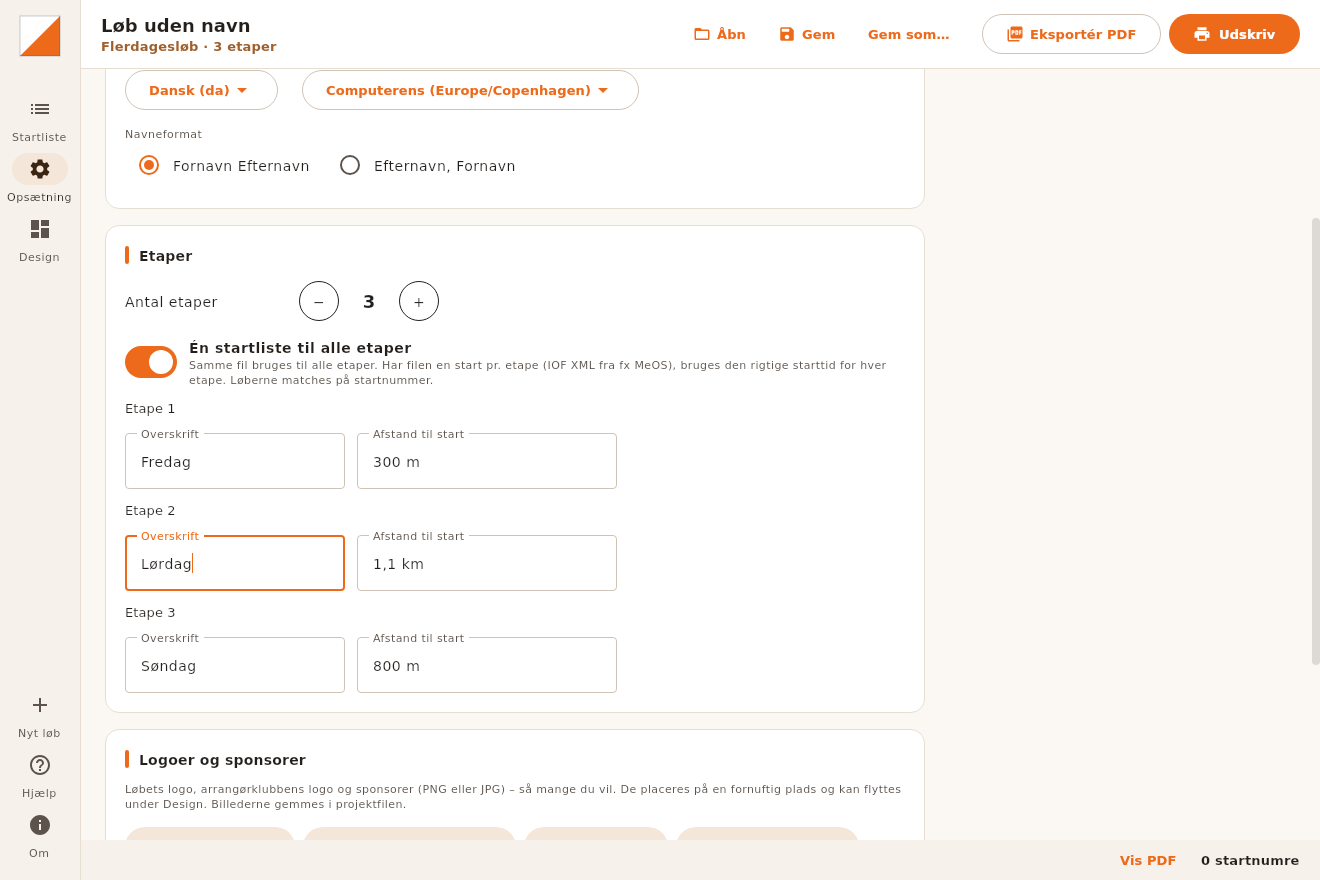 Løb uden navn
Flerdagesløb · 3 etaper
Åbn
Gem
Gem som…
Eksportér PDF
Udskriv
Startliste
Opsætning
Design
Nyt løb
Hjælp
Om
Dansk (da)
Computerens (Europe/Copenhagen)
Navneformat
Fornavn Efternavn
Efternavn, Fornavn
Etaper
Antal etaper
−
3
+
Én startliste til alle etaper
Samme fil bruges til alle etaper. Har filen en start pr. etape (IOF XML fra fx MeOS), bruges den rigtige starttid for hver
etape. Løberne matches på startnummer.
Etape 1
Overskrift
Fredag
Afstand til start
300 m
Etape 2
Overskrift
Lørdag
Afstand til start
1,1 km
Etape 3
Overskrift
Søndag
Afstand til start
800 m
Logoer og sponsorer
Løbets logo, arrangørklubbens logo og sponsorer (PNG eller JPG) – så mange du vil. De placeres på en fornuftig plads og kan flyttes
under Design. Billederne gemmes i projektfilen.
Vis PDF
0 startnumre